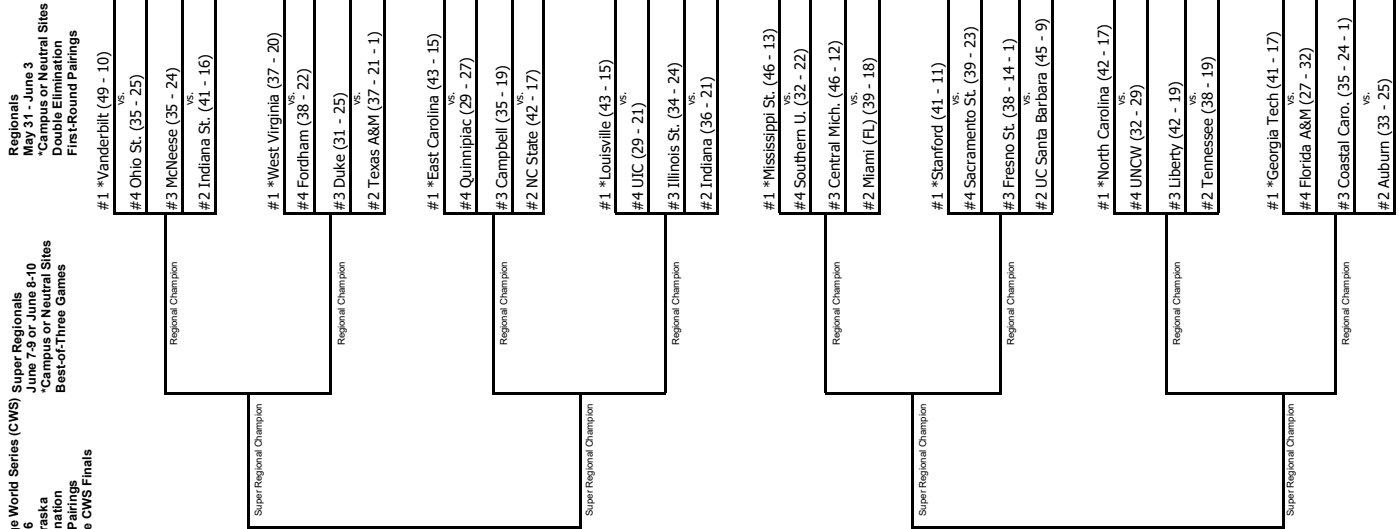 Regionals
May 31 - June 3
*Campus or Neutral Sites
Double Elimination
First-Round Pairings
Super Regionals
June 7-9 or June 8-10
*Campus or Neutral Sites
Best-of-Three Games
World Series (CWS)
6
Pairings
CWS Finals
#1 *Vanderbilt (49 - 10)
vs.
#4 Ohio St. (35 - 25)
#3 McNeese (35 - 24)
vs.
#2 Indiana St. (41 - 16)
#1 *West Virginia (37 - 20)
vs.
#4 Fordham (38 - 22)
#3 Duke (31 - 25)
vs.
#2 Texas A&M (37 - 21 - 1)
#1 *East Carolina (43 - 15)
vs.
#4 Quinnipiac (29 - 27)
#3 Campbell (35 - 19)
vs.
#2 NC State (42 - 17)
#1 *Louisville (43 - 15)
vs.
#4 UIC (29 - 21)
#3 Illinois St. (34 - 24)
vs.
#2 Indiana (36 - 21)
#1 *Mississippi St. (46 - 13)
vs.
#4 Southern U. (32 - 22)
#3 Central Mich. (46 - 12)
vs.
#2 Miami (FL) (39 - 18)
#1 *Stanford (41 - 11)
vs.
#4 Sacramento St. (39 - 23)
#3 Fresno St. (38 - 14 - 1)
vs.
#2 UC Santa Barbara (45 - 9)
#1 *North Carolina (42 - 17)
vs.
#4 UNCW (32 - 29)
#3 Liberty (42 - 19)
vs.
#2 Tennessee (38 - 19)
#1 *Georgia Tech (41 - 17)
vs.
#4 Florida A&M (27 - 32)
#3 Coastal Caro. (35 - 24 - 1)
vs.
#2 Auburn (33 - 25)
Regional Champion
Regional Champion
Regional Champion
Regional Champion
Regional Champion
Regional Champion
Regional Champion
Regional Champion
Super Regional Champion
Super Regional Champion
Super Regional Champion
Super Regional Champion